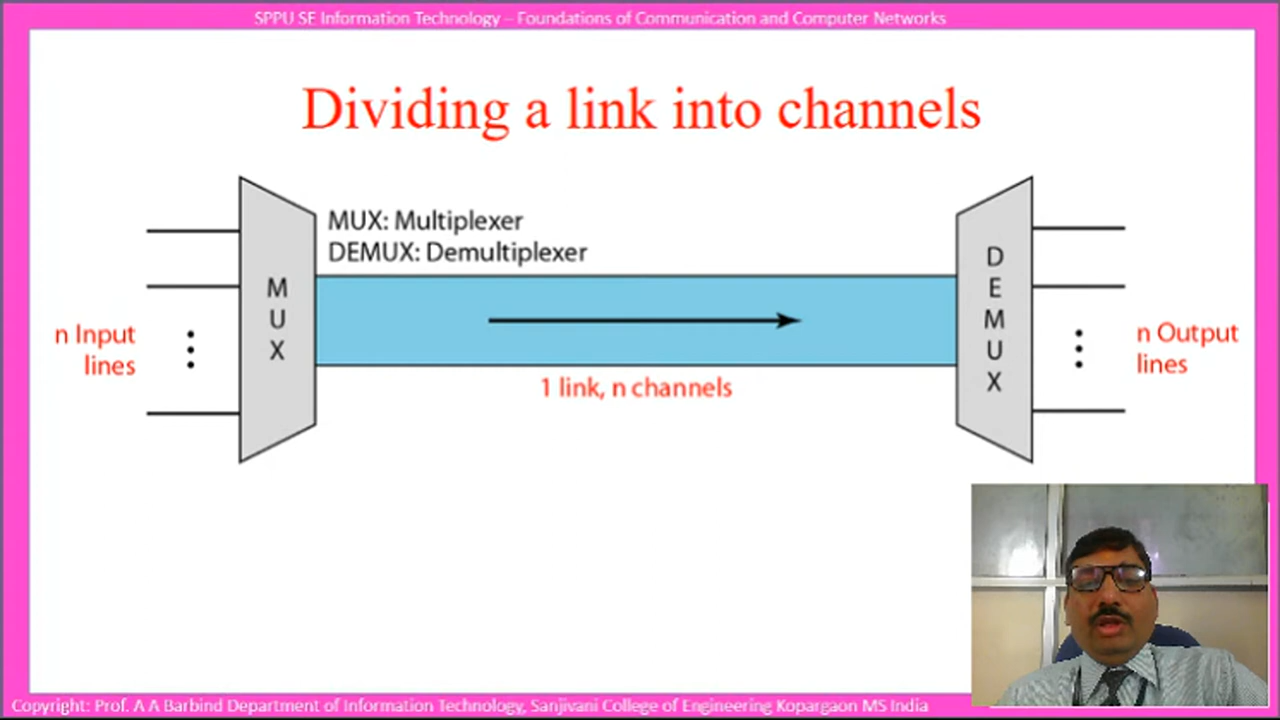 SPPU SE Information Technology – Foundations of Communication and Computer Networks
Dividing a link into channels
MUX: Multiplexer
DEMUX: Demultiplexer
M
U
X
D
E
M
U
X
n Input
lines
n Output
lines
1 link, n channels
Copyright: Prof. A A Barbind Department of Information Technology, Sanjivani College of Engineering Kopargaon MS India